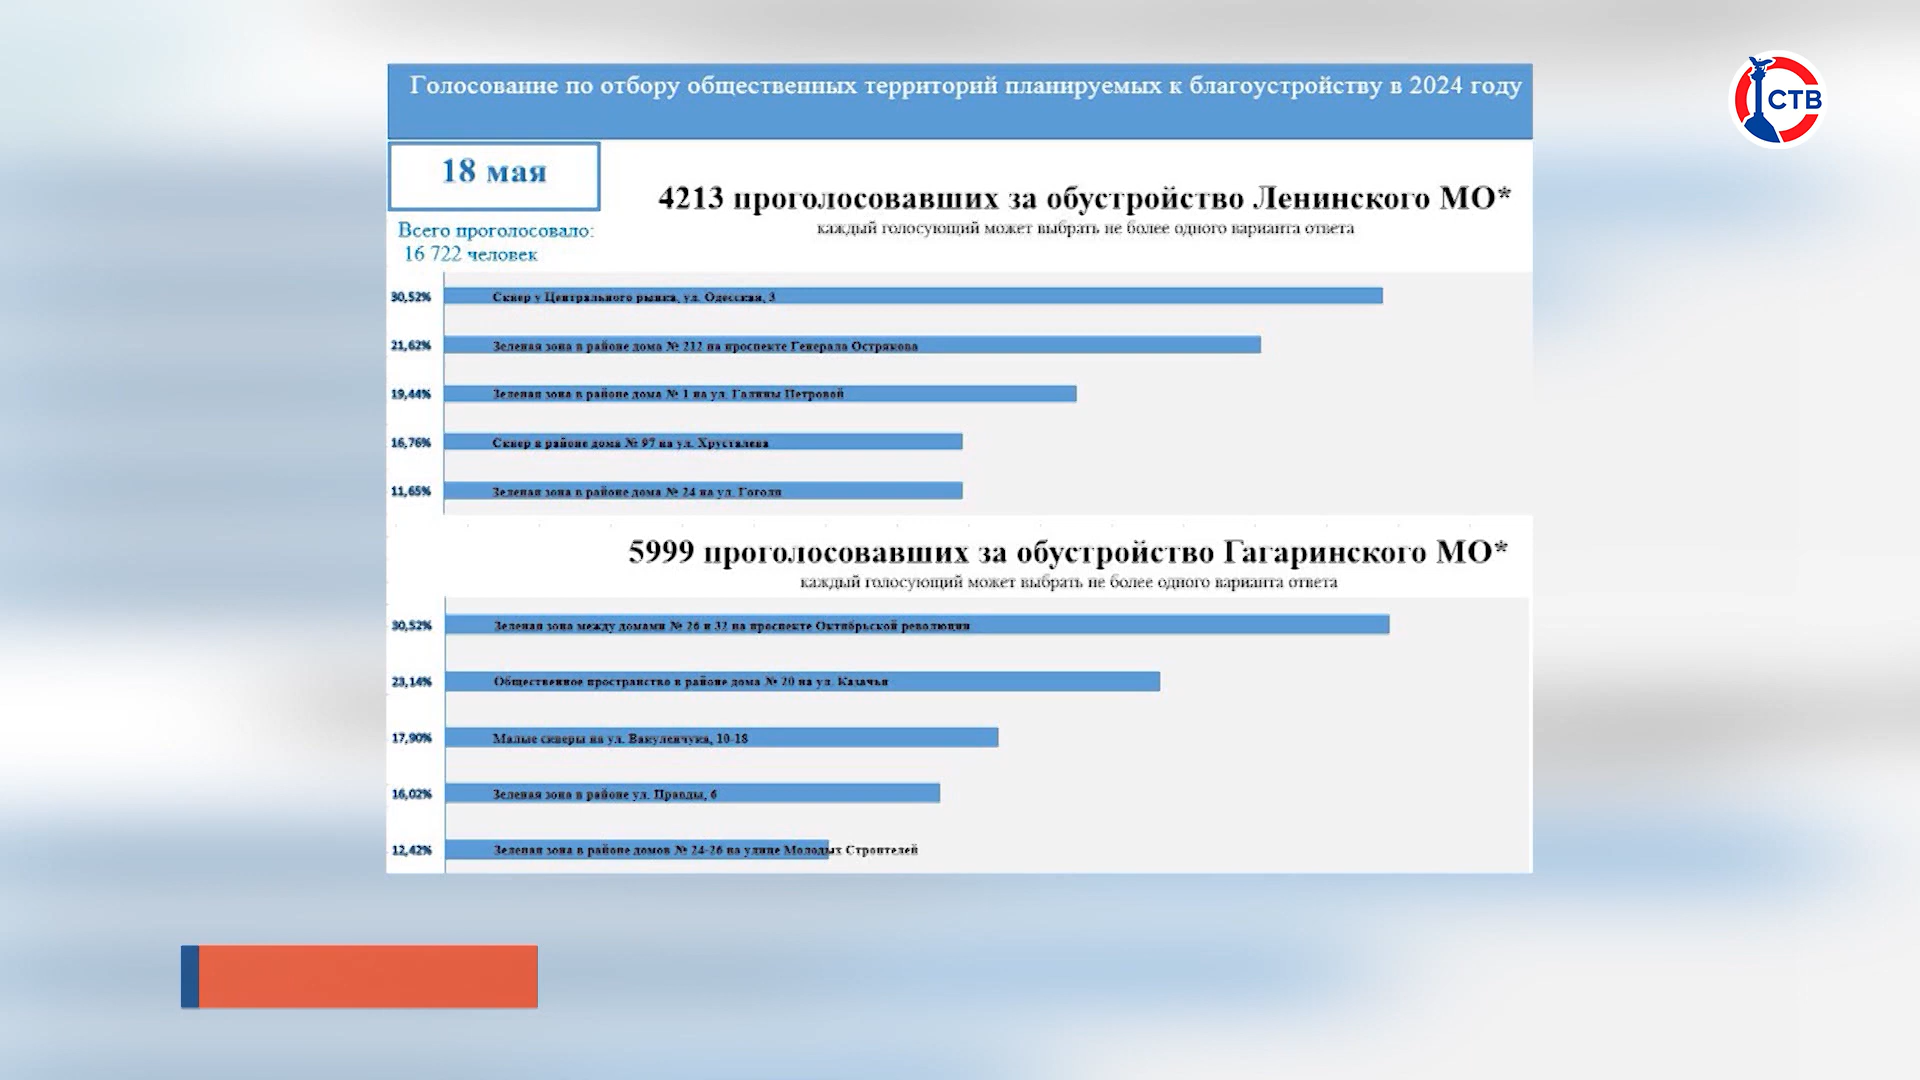 СТВ
Голосование по отбору общественных территорий планируемых к благоустройству в 2024 году
18 мая
Всего проголосовало:
16 722 человек
4213 проголосовавших за обустройство Ленинского МО*
каждый голосующий может выбрать не более одного варианта ответа
30,52% Сквер у Центрального рынка, ул. Одесская, 3
21,62% Зеленая зона в районе дома № 212 на проспекте Генерала Острякова
19,44% Зеленая зона в районе дома № 1 на ул. Галины Петровой
16,76% Сквер в районе дома № 97 на ул. Хрусталева
11,65% Зеленая зона в районе дома № 24 на ул. Гоголя
5999 проголосовавших за обустройство Гагаринского МО*
каждый голосующий может выбрать не более одного варианта ответа
30,52% Зеленая зона между домами № 26 и 32 на проспекте Октябрьской революции
23,14% Общественное пространство в районе дома № 20 на ул. Казачья
17,90% Малые скверы на ул. Вакуленчука, 10-18
16,02% Зеленая зона в районе ул. Правды, 6
12,42% Зеленая зона в районе домов № 24-26 на улице Молодых Строителей